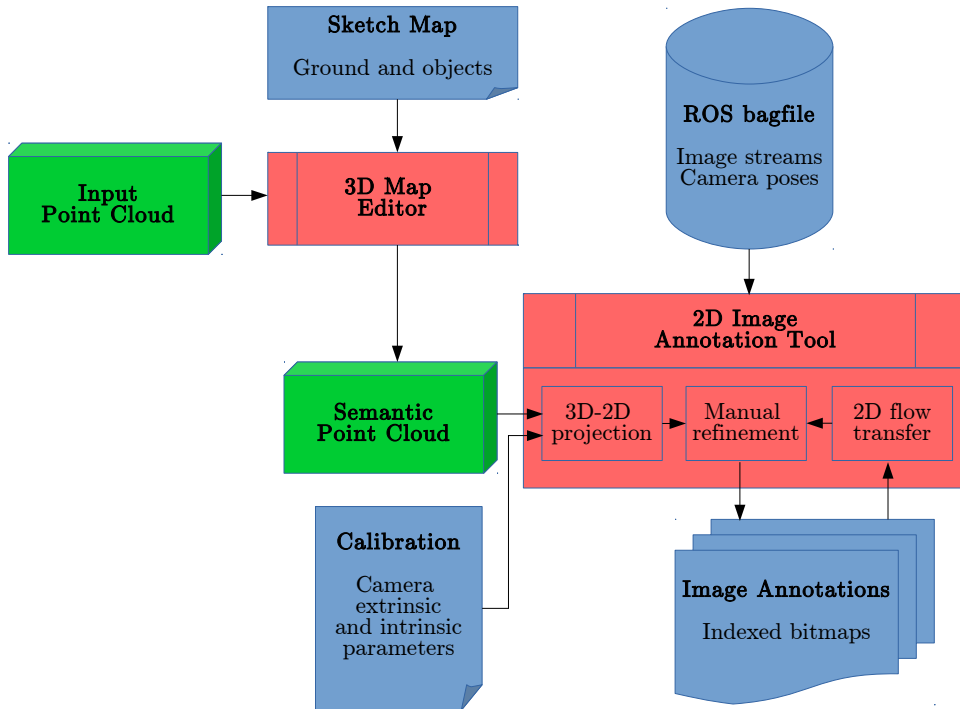 Sketch Map
Ground and objects
ROS bagfile
Image streams
Camera poses
Input
Point Cloud
3D Map
Editor
2D Image
Annotation Tool
Semantic
Point Cloud
3D-2D
projection
Manual
refinement
2D flow
transfer
Calibration
Camera
extrinsic
and intrinsic
parameters
Image Annotations
Indexed bitmaps